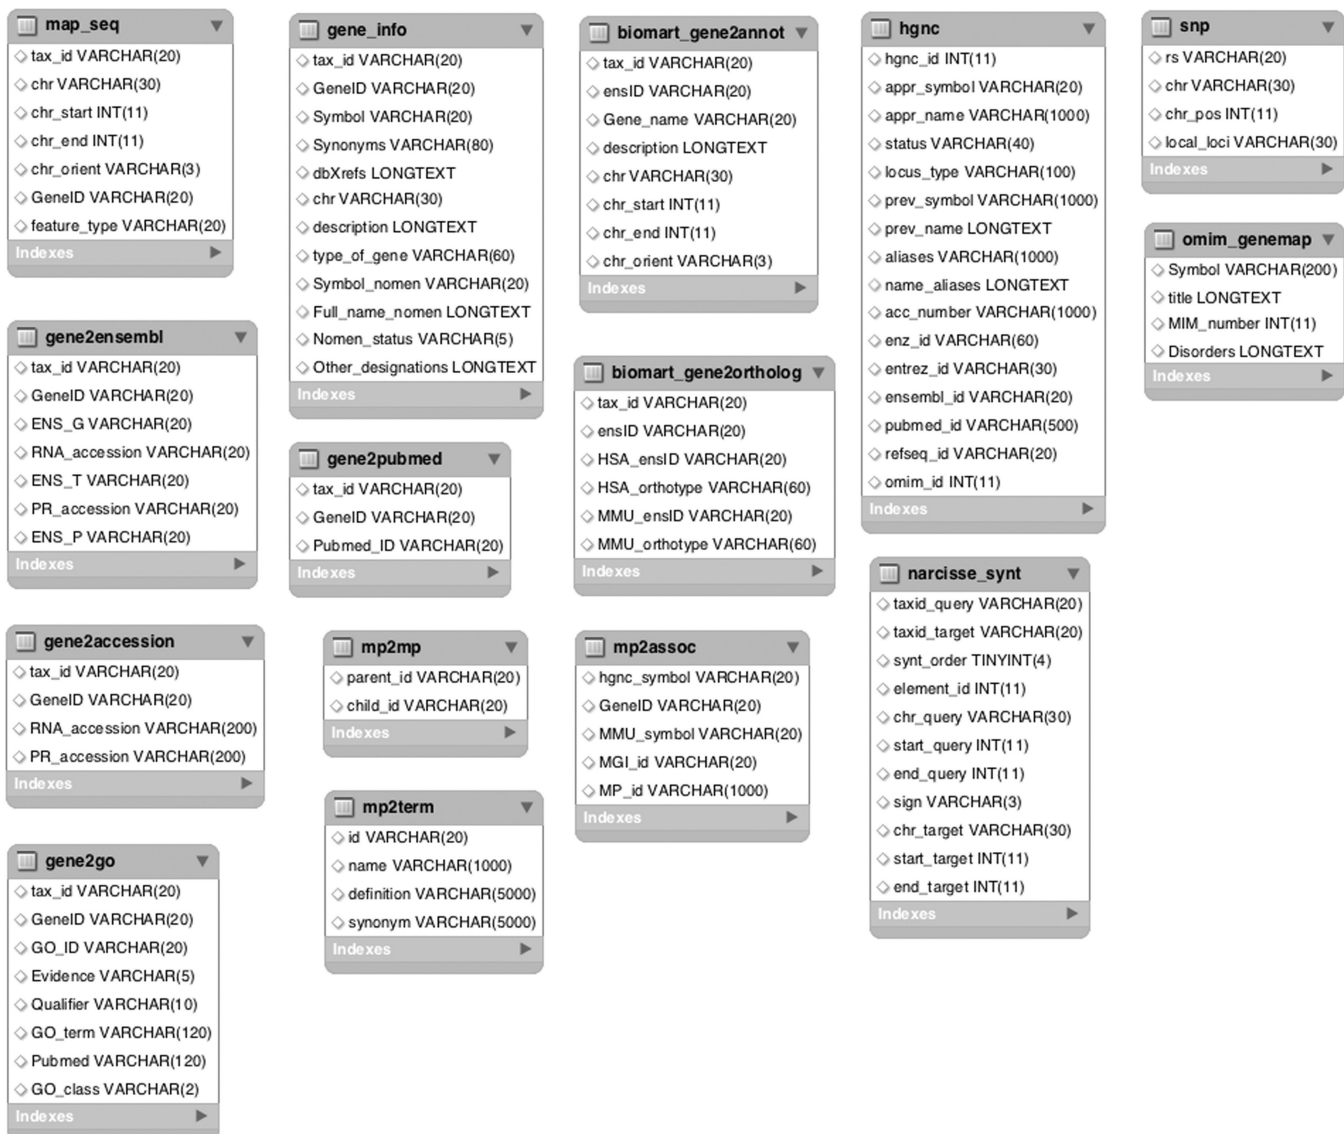 map_seq
tax_id VARCHAR(20)
chr VARCHAR(30)
chr_start INT(11)
chr_end INT(11)
chr_orient VARCHAR(3)
GeneID VARCHAR(20)
feature_type VARCHAR(20)
Indexes
gene2ensembl
tax_id VARCHAR(20)
GeneID VARCHAR(20)
ENS_G VARCHAR(20)
RNA_accession VARCHAR(20)
ENS_T VARCHAR(20)
PR_accession VARCHAR(20)
ENS_P VARCHAR(20)
Indexes
gene2accession
tax_id VARCHAR(20)
GeneID VARCHAR(20)
RNA_accession VARCHAR(200)
PR_accession VARCHAR(200)
Indexes
gene2go
tax_id VARCHAR(20)
GeneID VARCHAR(20)
GO_ID VARCHAR(20)
Evidence VARCHAR(5)
Qualifier VARCHAR(10)
GO_term VARCHAR(120)
Pubmed VARCHAR(120)
GO_class VARCHAR(2)
Indexes
gene_info
tax_id VARCHAR(20)
GeneID VARCHAR(20)
Symbol VARCHAR(20)
Synonyms VARCHAR(80)
dbXrefs LONGTEXT
chr VARCHAR(30)
description LONGTEXT
type_of_gene VARCHAR(60)
Symbol_nomen VARCHAR(20)
Full_name_nomen LONGTEXT
Nomen_status VARCHAR(5)
Other_designations LONGTEXT
Indexes
gene2pubmed
tax_id VARCHAR(20)
GeneID VARCHAR(20)
Pubmed_ID VARCHAR(20)
Indexes
mp2mp
parent_id VARCHAR(20)
child_id VARCHAR(20)
Indexes
mp2term
id VARCHAR(20)
name VARCHAR(1000)
definition VARCHAR(5000)
synonym VARCHAR(5000)
Indexes
biomart_gene2annot
tax_id VARCHAR(20)
ensID VARCHAR(20)
Gene_name VARCHAR(20)
description LONGTEXT
chr VARCHAR(30)
chr_start INT(11)
chr_end INT(11)
chr_orient VARCHAR(3)
Indexes
biomart_gene2ortholog
tax_id VARCHAR(20)
ensID VARCHAR(20)
HSA_ensID VARCHAR(20)
HSA_orthotype VARCHAR(60)
MMU_ensID VARCHAR(20)
MMU_orthotype VARCHAR(60)
Indexes
mp2assoc
hgnc_symbol VARCHAR(20)
GeneID VARCHAR(20)
MMU_symbol VARCHAR(20)
MGI_id VARCHAR(20)
MP_id VARCHAR(1000)
Indexes
hgnc
hgnc_id INT(11)
appr_symbol VARCHAR(20)
appr_name VARCHAR(1000)
status VARCHAR(40)
locus_type VARCHAR(100)
prev_symbol VARCHAR(1000)
prev_name LONGTEXT
aliases VARCHAR(1000)
name_aliases LONGTEXT
acc_number VARCHAR(1000)
enz_id VARCHAR(60)
entrez_id VARCHAR(30)
ensembl_id VARCHAR(20)
pubmed_id VARCHAR(500)
refseq_id VARCHAR(20)
omim_id INT(11)
Indexes
narcisse_synt
taxid_query VARCHAR(20)
taxid_target VARCHAR(20)
synt_order TINYINT(4)
element_id INT(11)
chr_query VARCHAR(30)
start_query INT(11)
end_query INT(11)
sign VARCHAR(3)
chr_target VARCHAR(30)
start_target INT(11)
end_target INT(11)
Indexes
snp
rs VARCHAR(20)
chr VARCHAR(30)
chr_pos INT(11)
local_loci VARCHAR(30)
Indexes
omim_genemap
Symbol VARCHAR(200)
title LONGTEXT
MIM_number INT(11)
Disorders LONGTEXT
Indexes